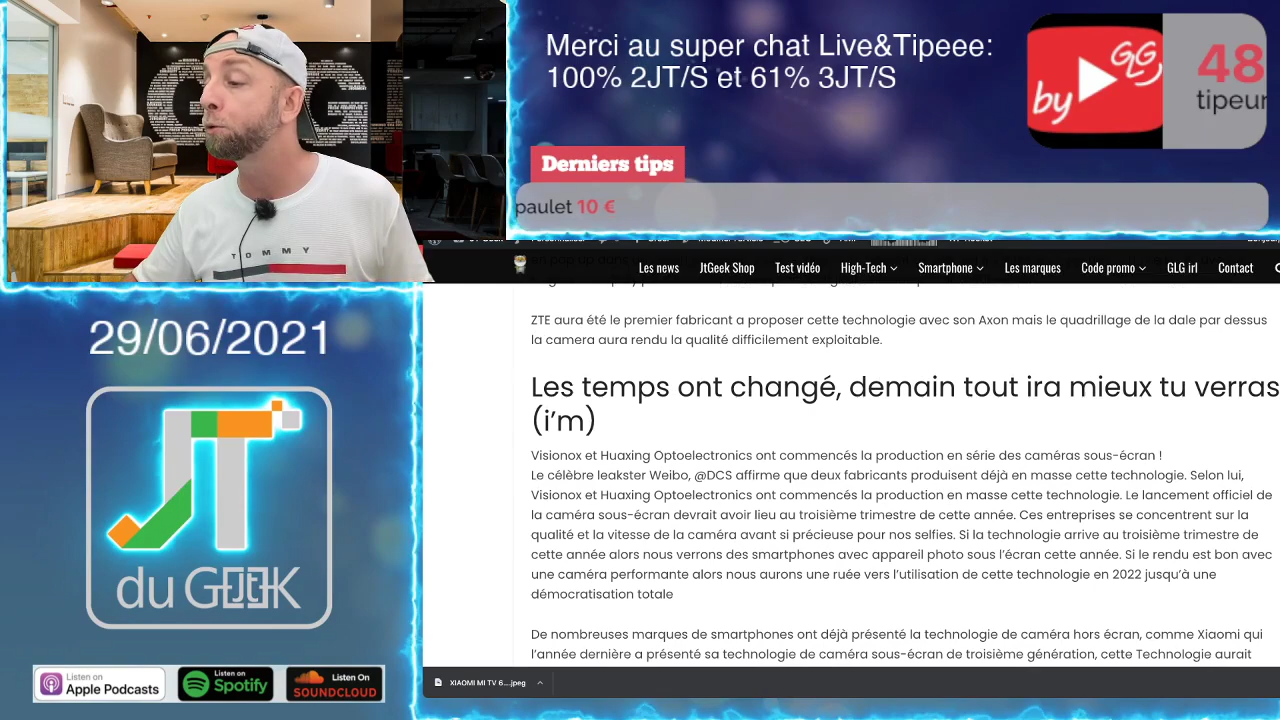 Merci au super chat Live&Tipeee:
100% 2JT/S et 61% 3JT/S
by GLG
48
tipeur
Derniers tips
paulet 10 €
TOMMY
Les news
JtGeek Shop
Test vidéo
High-Tech
Smartphone
Les marques
Code promo
GLG irl
Contact
ZTE aura été le premier fabricant a proposer cette technologie avec son Axon mais le quadrillage de la dale par dessus
la camera aura rendu la qualité difficilement exploitable.
Les temps ont changé, demain tout ira mieux tu verras
(i’m)
Visionox et Huaxing Optoelectronics ont commencés la production en série des caméras sous-écran !
Le célèbre leakster Weibo, @DCS affirme que deux fabricants produisent déjà en masse cette technologie. Selon lui,
Visionox et Huaxing Optoelectronics ont commencés la production en masse cette technologie. Le lancement officiel de
la caméra sous-écran devrait avoir lieu au troisième trimestre de cette année. Ces entreprises se concentrent sur la
qualité et la vitesse de la caméra avant si précieuse pour nos selfies. Si la technologie arrive au troisième trimestre de
cette année alors nous verrons des smartphones avec appareil photo sous l’écran cette année. Si le rendu est bon avec
une caméra performante alors nous aurons une ruée vers l’utilisation de cette technologie en 2022 jusqu’à une
démocratisation totale
De nombreuses marques de smartphones ont déjà présenté la technologie de caméra hors écran, comme Xiaomi qui
l’année dernière a présenté sa technologie de caméra sous-écran de troisième génération, cette Technologie aurait
XIAOMI MI TV 6....jpeg
29/06/2021
JT
du GEEK
Listen on
Apple Podcasts
Listen on
Spotify
Listen On
SOUNDCLOUD